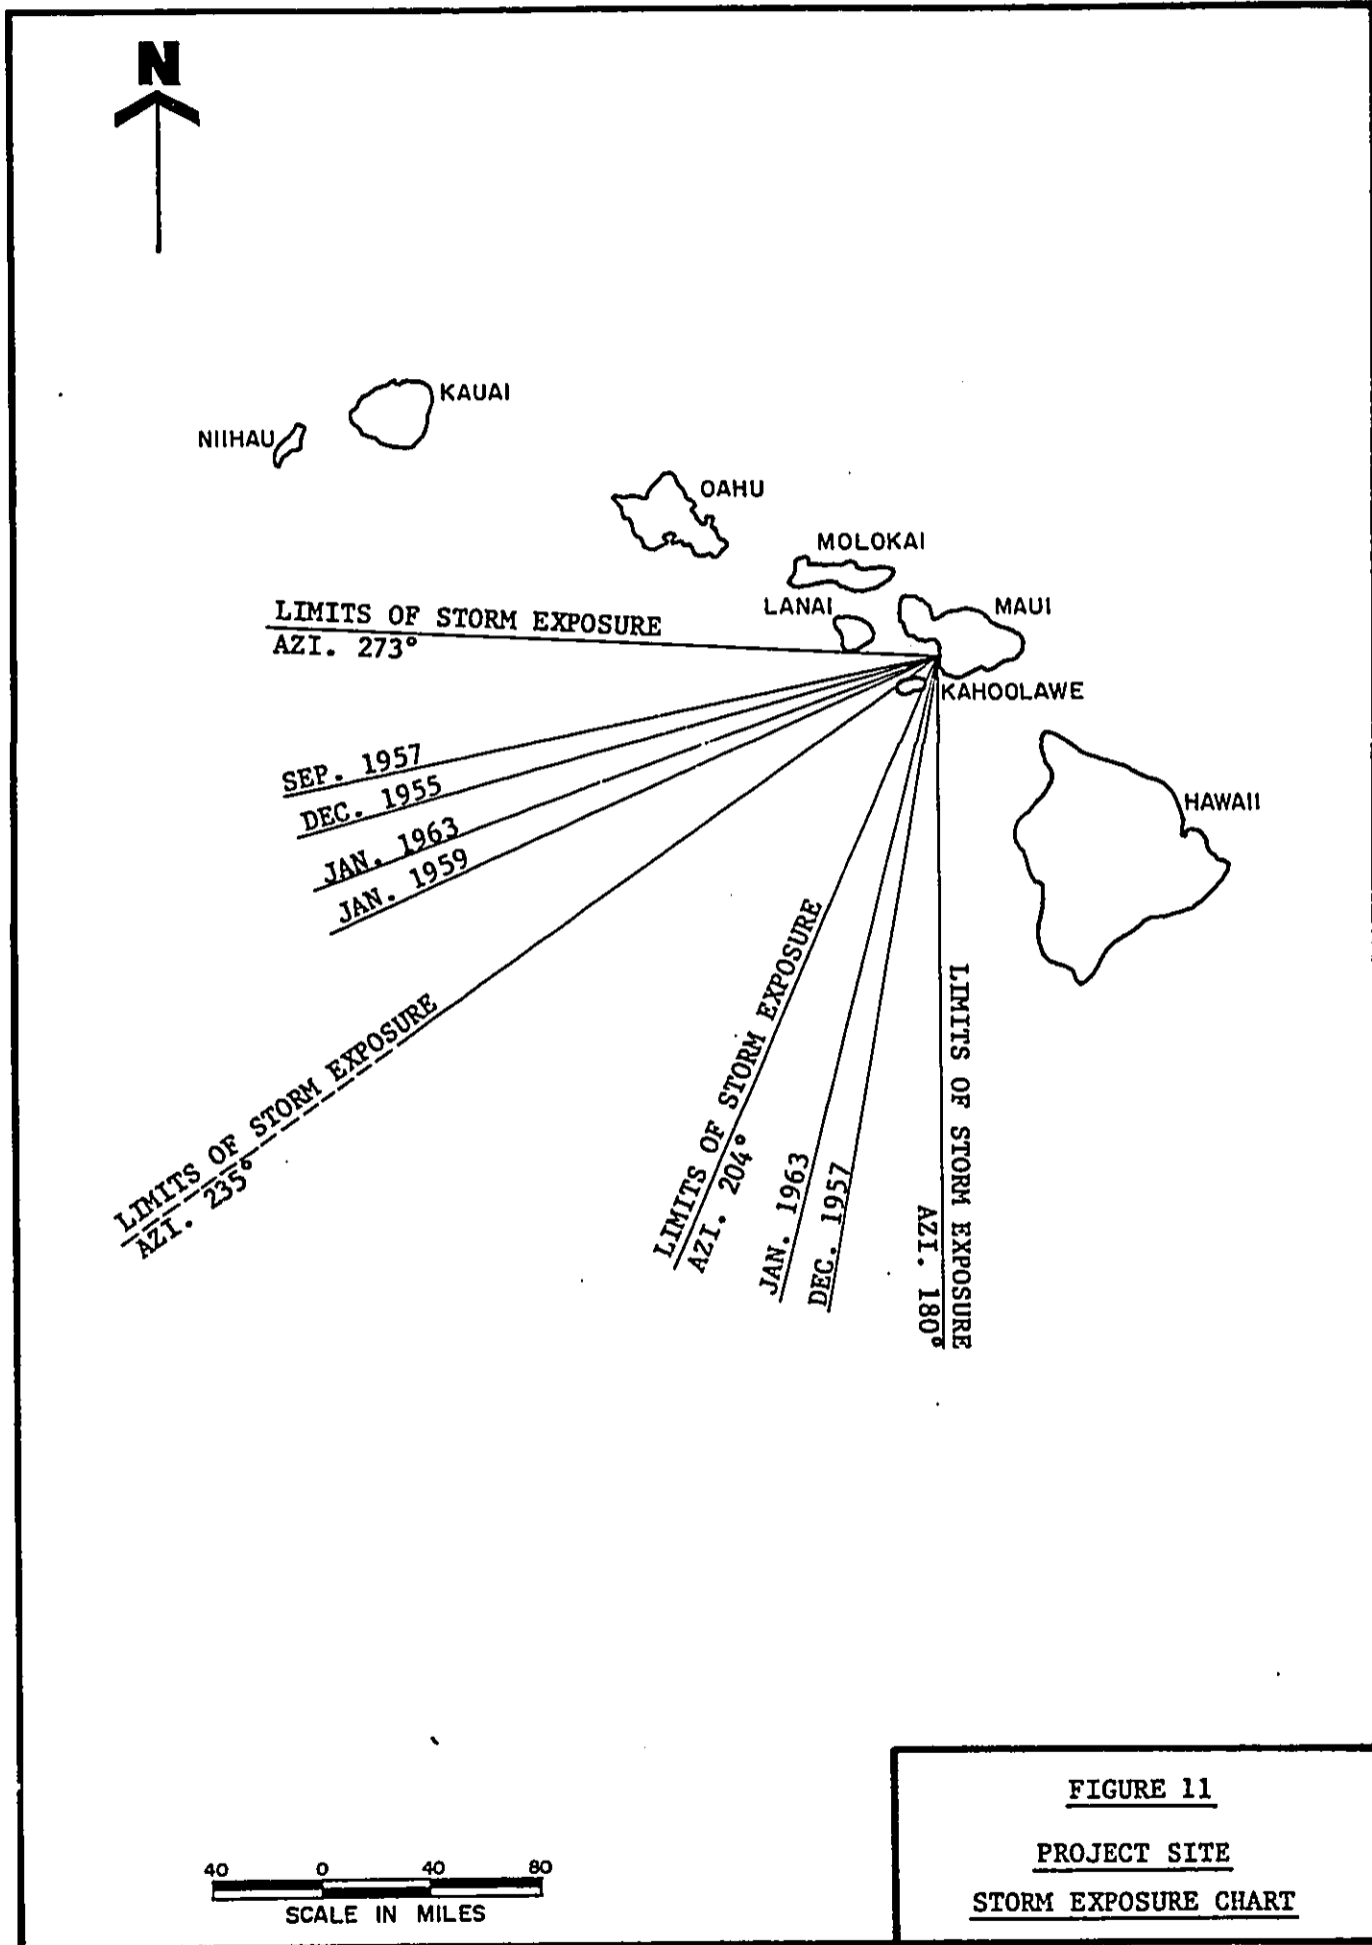 N
KAUAI
NIIHAU
OAHU
MOLOKAI
LANAI
MAUI
KAHOOLAWE
HAWAII
LIMITS OF STORM EXPOSURE
AZI. 273°
SEP. 1957
DEC. 1955
JAN. 1963
JAN. 1959
LIMITS OF STORM EXPOSURE
AZI. 235°
LIMITS OF STORM EXPOSURE
AZI. 204°
JAN. 1963
DEC. 1957
LIMITS OF STORM EXPOSURE
AZI. 180°
40 0 40 80
SCALE IN MILES
FIGURE 11
PROJECT SITE
STORM EXPOSURE CHART